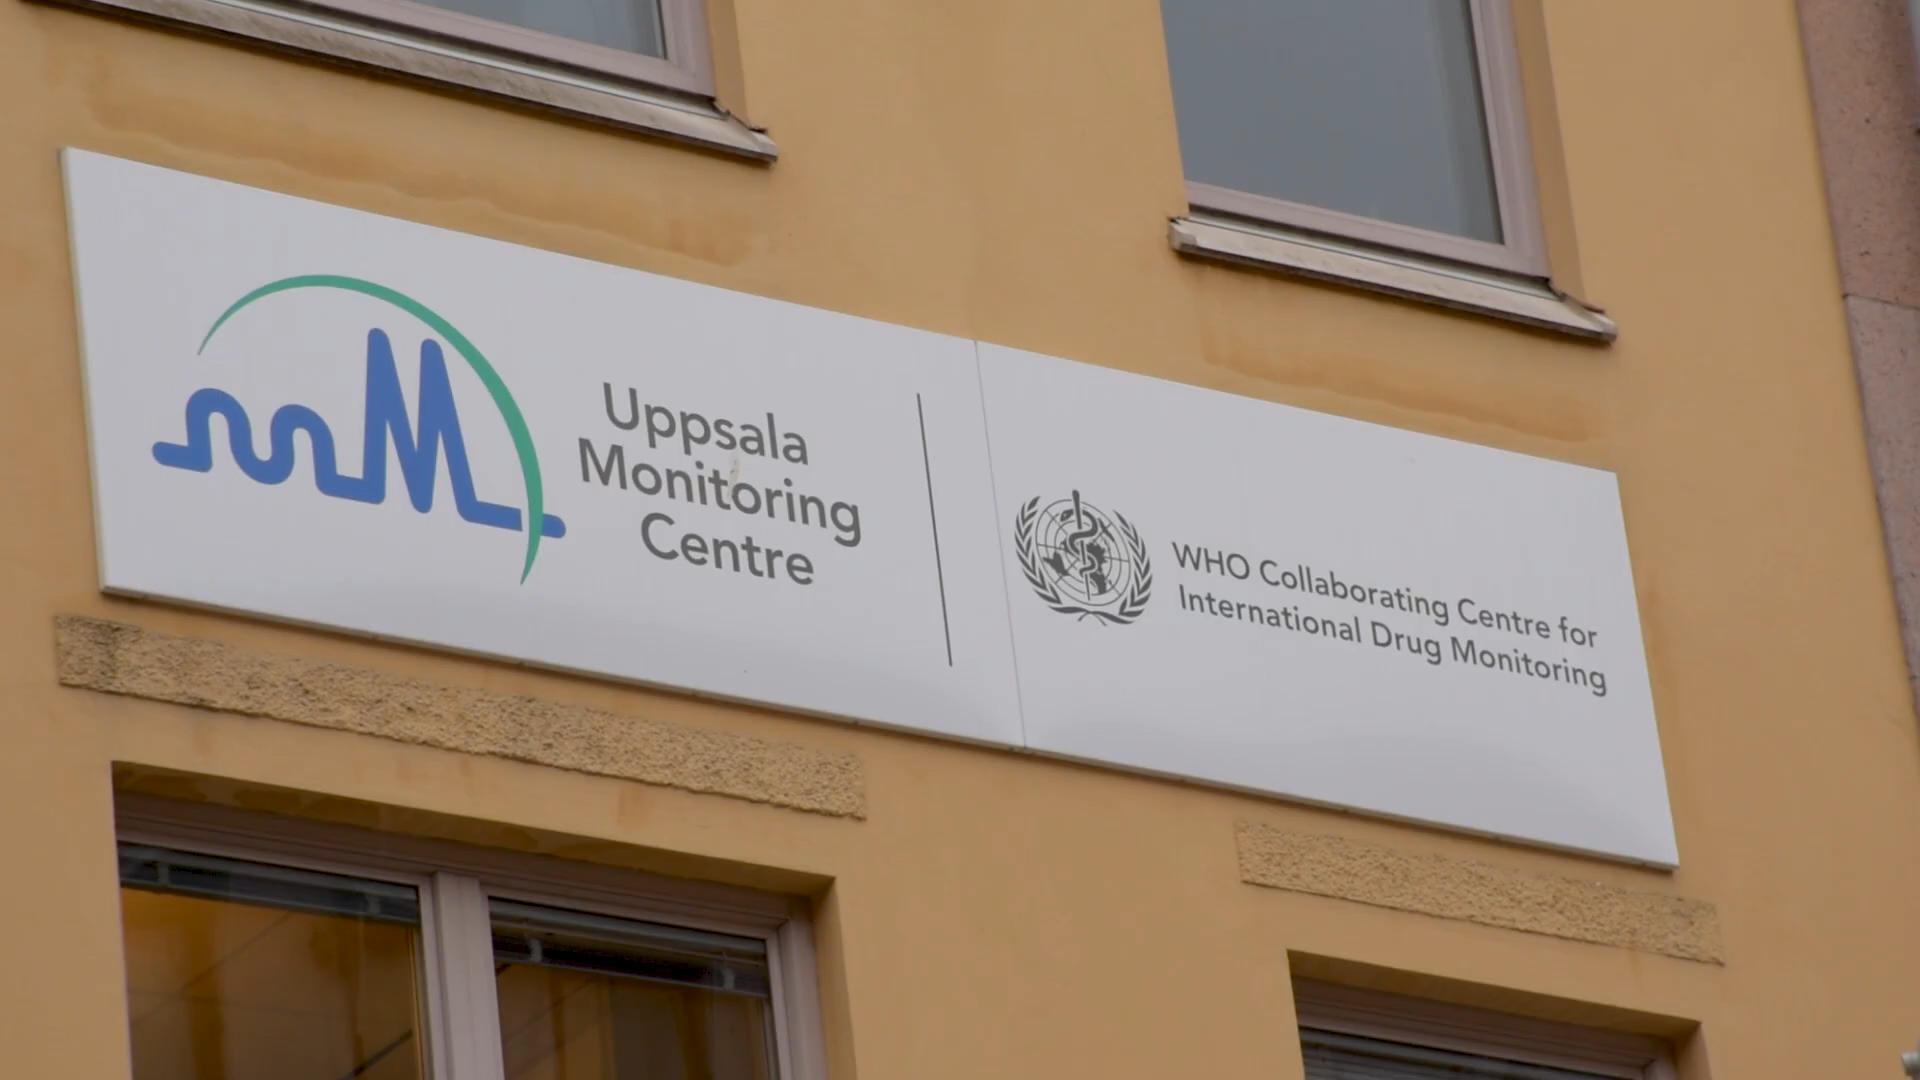 Uppsala
Monitoring
Centre
WHO Collaborating Centre for
International Drug Monitoring